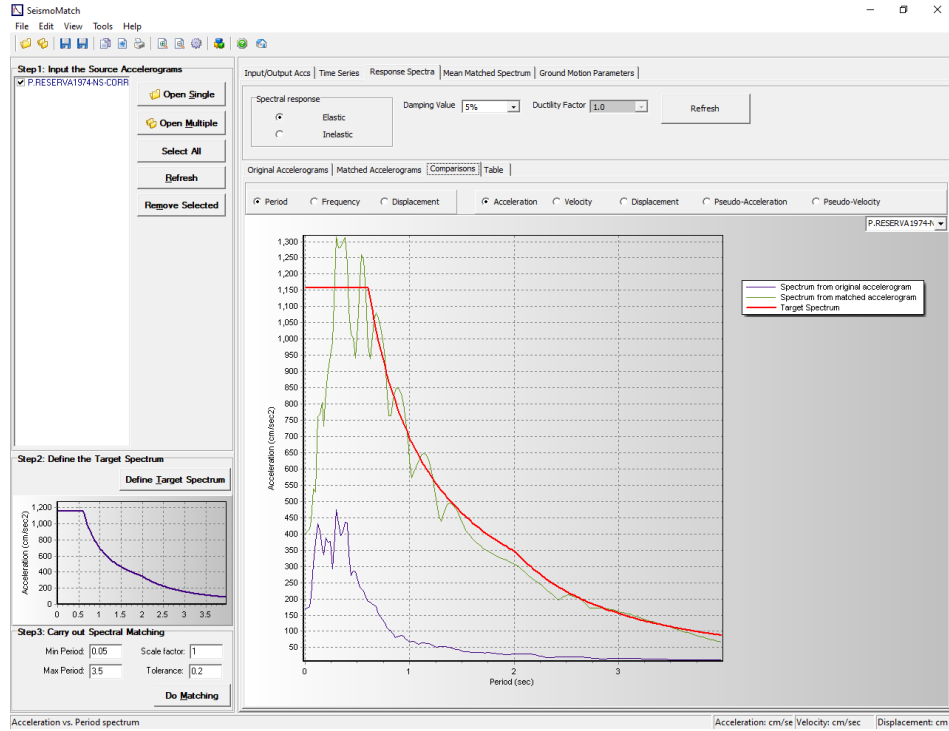 SeismoMatch
File Edit View Tools Help
Step1: Input the Source Accelerograms
P.RESERVA1974-NS-CORR
Open Single
Open Multiple
Select All
Refresh
Remove Selected
Step2: Define the Target Spectrum
Define Target Spectrum
Acceleration (cm/sec2)
1,200
1,000
800
600
400
200
0
0 0.5 1 1.5 2 2.5 3 3.5
Step3: Carry out Spectral Matching
Min Period: 0.05 Scale factor: 1
Max Period: 3.5 Tolerance: 0.2
Do Matching
Input/Output Accs Time Series Response Spectra Mean Matched Spectrum Ground Motion Parameters
Spectral response
Elastic
Inelastic
Damping Value 5% Ductility Factor 1.0 Refresh
Original Accelerograms Matched Accelerograms Comparisons Table
Period Frequency Displacement Acceleration Velocity Displacement Pseudo-Acceleration Pseudo-Velocity
P.RESERVA1974-N
1,300
1,250
1,200
1,150
1,100
1,050
1,000
950
900
850
800
750
700
650
600
550
500
450
400
350
300
250
200
150
100
50
Acceleration (cm/sec2)
0 1 2 3
Period (sec)
Spectrum from original accelerogram
Spectrum from matched accelerogram
Target Spectrum
Acceleration vs. Period spectrum Acceleration: cm/se Velocity: cm/sec Displacement: cm